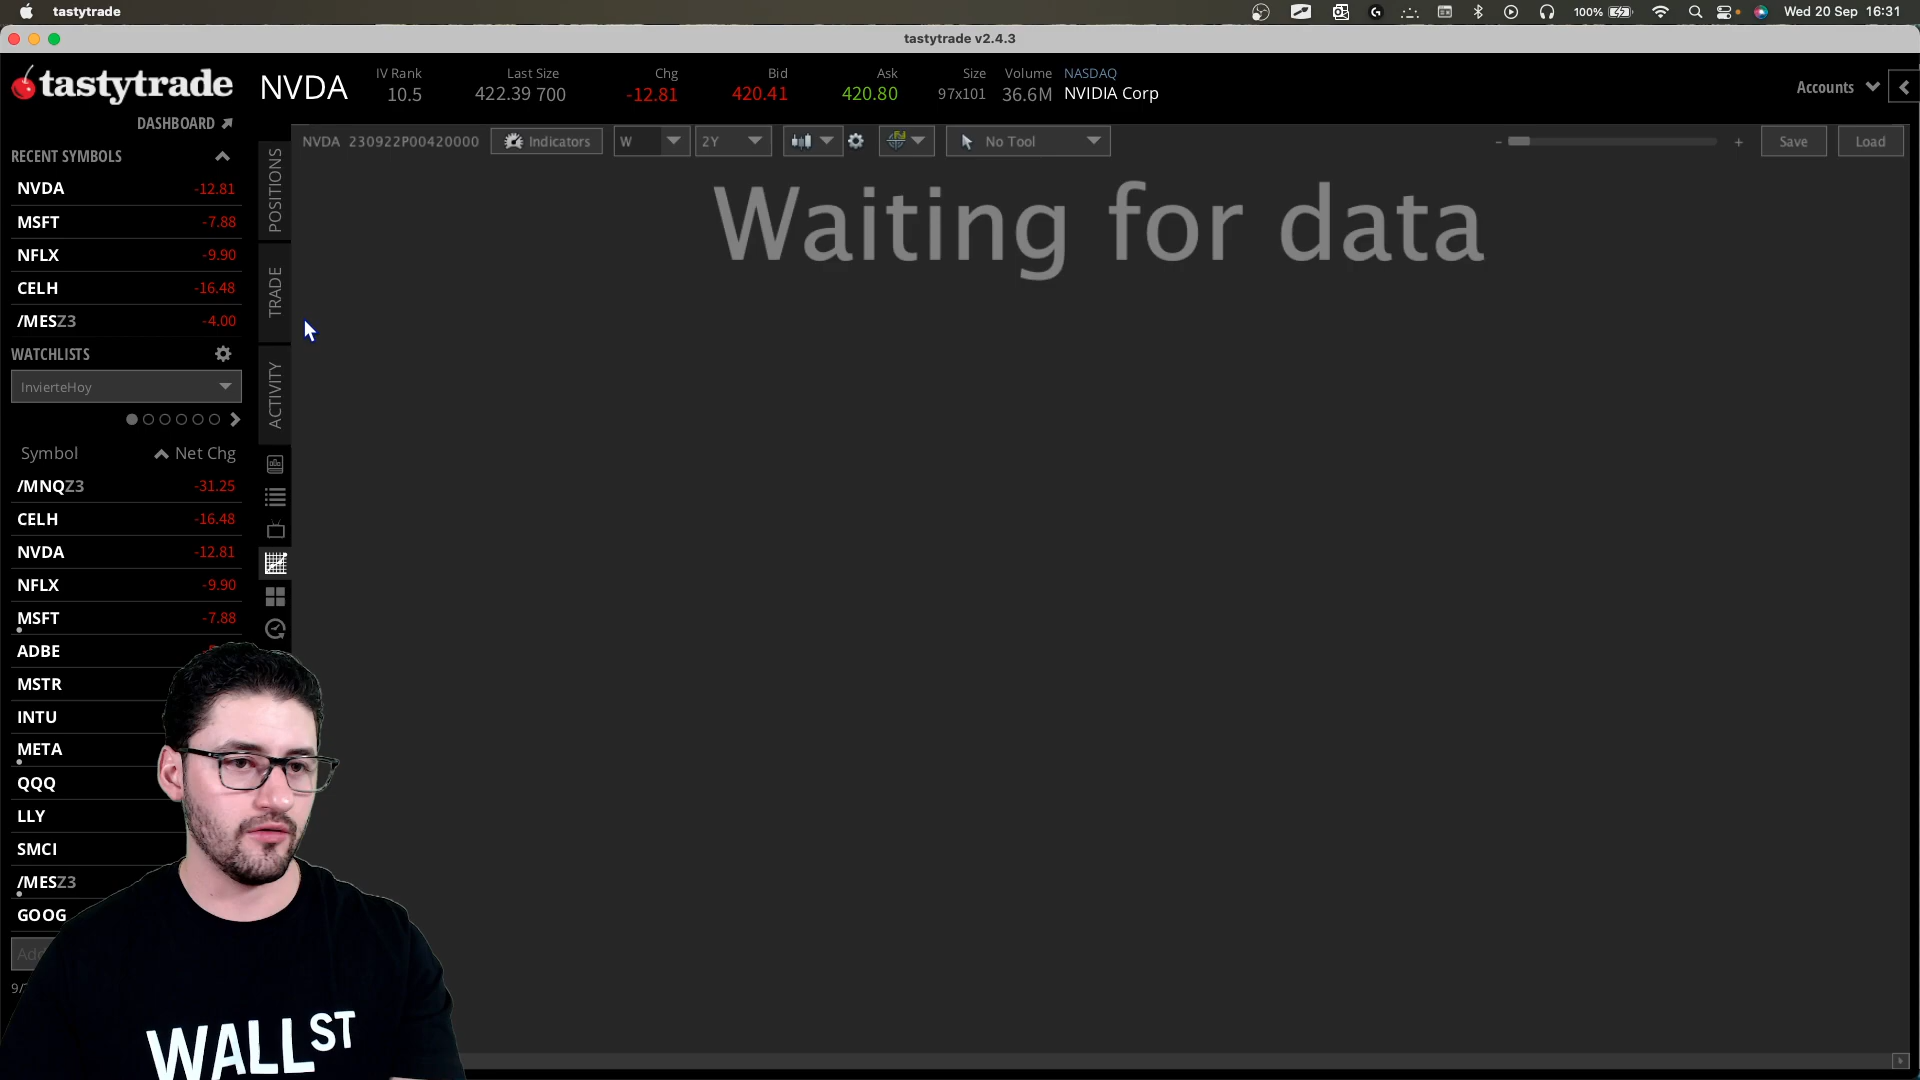 tastytrade
100%
Wed 20 Sep 16:31
tastytrade v2.4.3
tastytrade
NVDA
IV Rank
10.5
Last Size
422.39 700
Chg
-12.81
Bid
420.41
Ask
420.80
Size
97x101
Volume
36.6M
NASDAQ
NVIDIA Corp
Accounts
DASHBOARD
NVDA 230922P00420000
Indicators
W
2Y
No Tool
-
+
Save
Load
Waiting for data
RECENT SYMBOLS
NVDA -12.81
MSFT -7.88
NFLX -9.90
CELH -16.48
/MESZ3 -4.00
WATCHLISTS
InvierteHoy
Symbol Net Chg
/MNQZ3 -31.25
CELH -16.48
NVDA -12.81
NFLX -9.90
MSFT -7.88
ADBE
MSTR
INTU
META
QQQ
LLY
SMCI
/MESZ3
GOOG
POSITIONS
TRADE
ACTIVITY
WALL ST